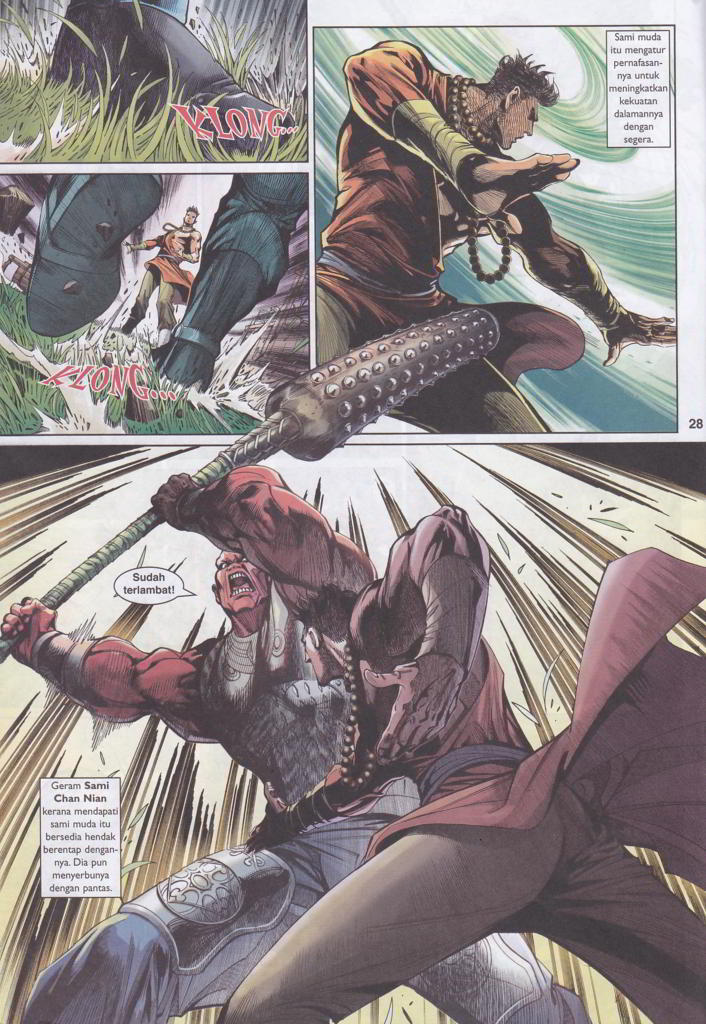 KLONG...
Sami muda
itu mengatur
pernafasan-
nya untuk
meningkatkan
kekuatan
dalamannya
dengan
segera.
KLONG...
28
Sudah
terlambat!
Geram Sami
Chan Nian
kerana mendapati
sami muda itu
bersedia hendak
berentap dengan-
nya. Dia pun
menyerbunya
dengan pantas.